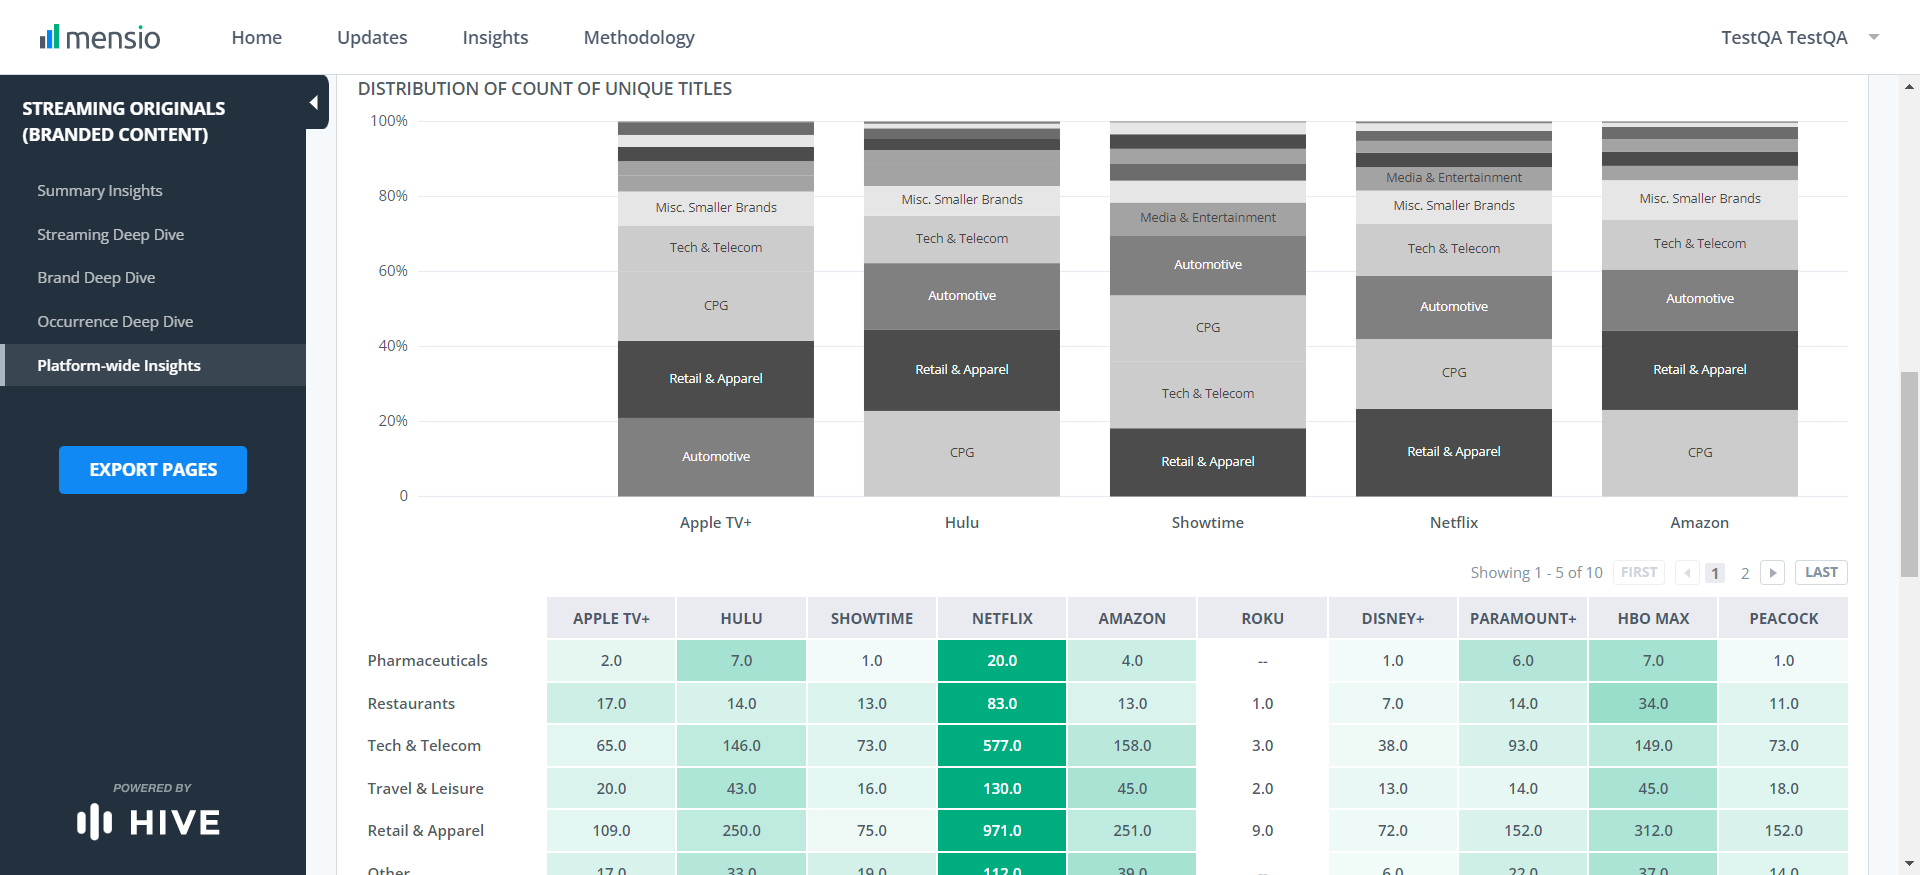 mensio
Home
Updates
Insights
Methodology
TestQA TestQA
STREAMING ORIGINALS
(BRANDED CONTENT)
Summary Insights
Streaming Deep Dive
Brand Deep Dive
Occurrence Deep Dive
Platform-wide Insights
EXPORT PAGES
POWERED BY
HIVE
DISTRIBUTION OF COUNT OF UNIQUE TITLES
100%
80%
60%
40%
20%
0
Misc. Smaller Brands
Tech & Telecom
CPG
Retail & Apparel
Automotive
Apple TV+
Misc. Smaller Brands
Tech & Telecom
Automotive
Retail & Apparel
CPG
Hulu
Media & Entertainment
Automotive
CPG
Tech & Telecom
Retail & Apparel
Showtime
Media & Entertainment
Misc. Smaller Brands
Tech & Telecom
Automotive
CPG
Retail & Apparel
Netflix
Misc. Smaller Brands
Tech & Telecom
Automotive
Retail & Apparel
CPG
Amazon
Showing 1 - 5 of 10 FIRST 1 2 LAST
APPLE TV+ HULU SHOWTIME NETFLIX AMAZON ROKU DISNEY+ PARAMOUNT+ HBO MAX PEACOCK
Pharmaceuticals 2.0 7.0 1.0 20.0 4.0 -- 1.0 6.0 7.0 1.0
Restaurants 17.0 14.0 13.0 83.0 13.0 1.0 7.0 14.0 34.0 11.0
Tech & Telecom 65.0 146.0 73.0 577.0 158.0 3.0 38.0 93.0 149.0 73.0
Travel & Leisure 20.0 43.0 16.0 130.0 45.0 2.0 13.0 14.0 45.0 18.0
Retail & Apparel 109.0 250.0 75.0 971.0 251.0 9.0 72.0 152.0 312.0 152.0
Other 17.0 33.0 19.0 112.0 39.0 -- 6.0 22.0 37.0 14.0